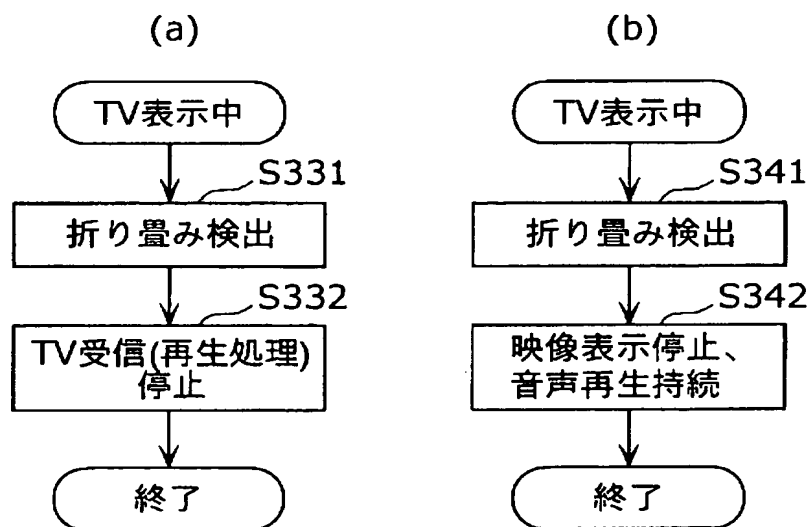 (a)
TV表示中
S331
折り畳み検出
S332
TV受信(再生処理)
停止
終了
(b)
TV表示中
S341
折り畳み検出
S342
映像表示停止、
音声再生持続
終了